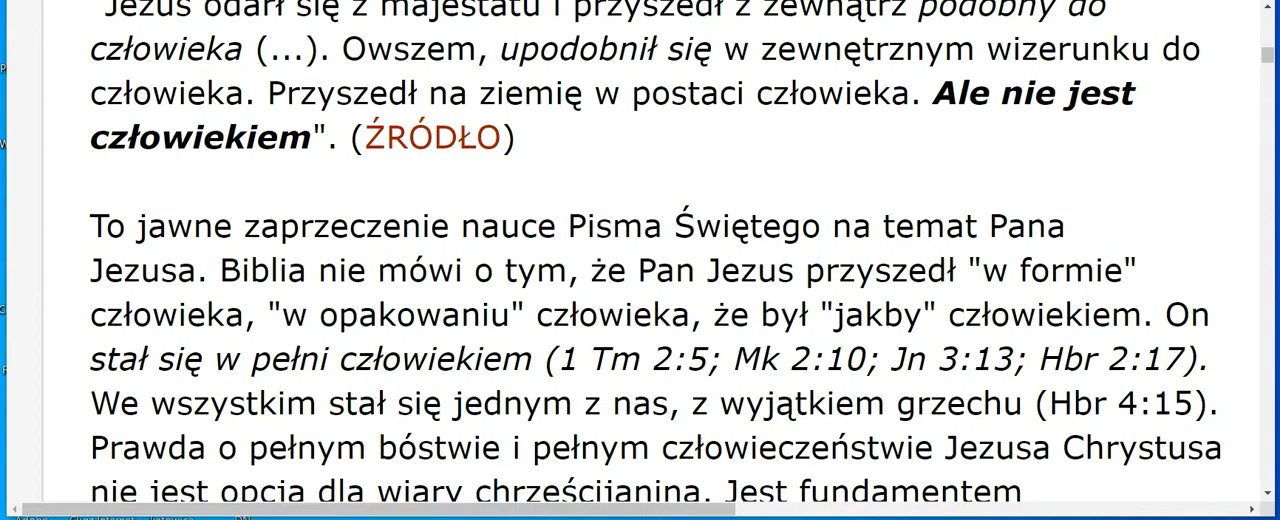 "Jezus odarł się z majestatu i przyszedł z zewnątrz podobny do
człowieka (...). Owszem, upodobnił się w zewnętrznym wizerunku do
człowieka. Przyszedł na ziemię w postaci człowieka. Ale nie jest
człowiekiem". (ŹRÓDŁO)
To jawne zaprzeczenie nauce Pisma Świętego na temat Pana
Jezusa. Biblia nie mówi o tym, że Pan Jezus przyszedł "w formie"
człowieka, "w opakowaniu" człowieka, że był "jakby" człowiekiem. On
stał się w pełni człowiekiem (1 Tm 2:5; Mk 2:10; Jn 3:13; Hbr 2:17).
We wszystkim stał się jednym z nas, z wyjątkiem grzechu (Hbr 4:15).
Prawda o pełnym bóstwie i pełnym człowieczeństwie Jezusa Chrystusa
nie jest opcją dla wiary chrześcijanina. Jest fundamentem